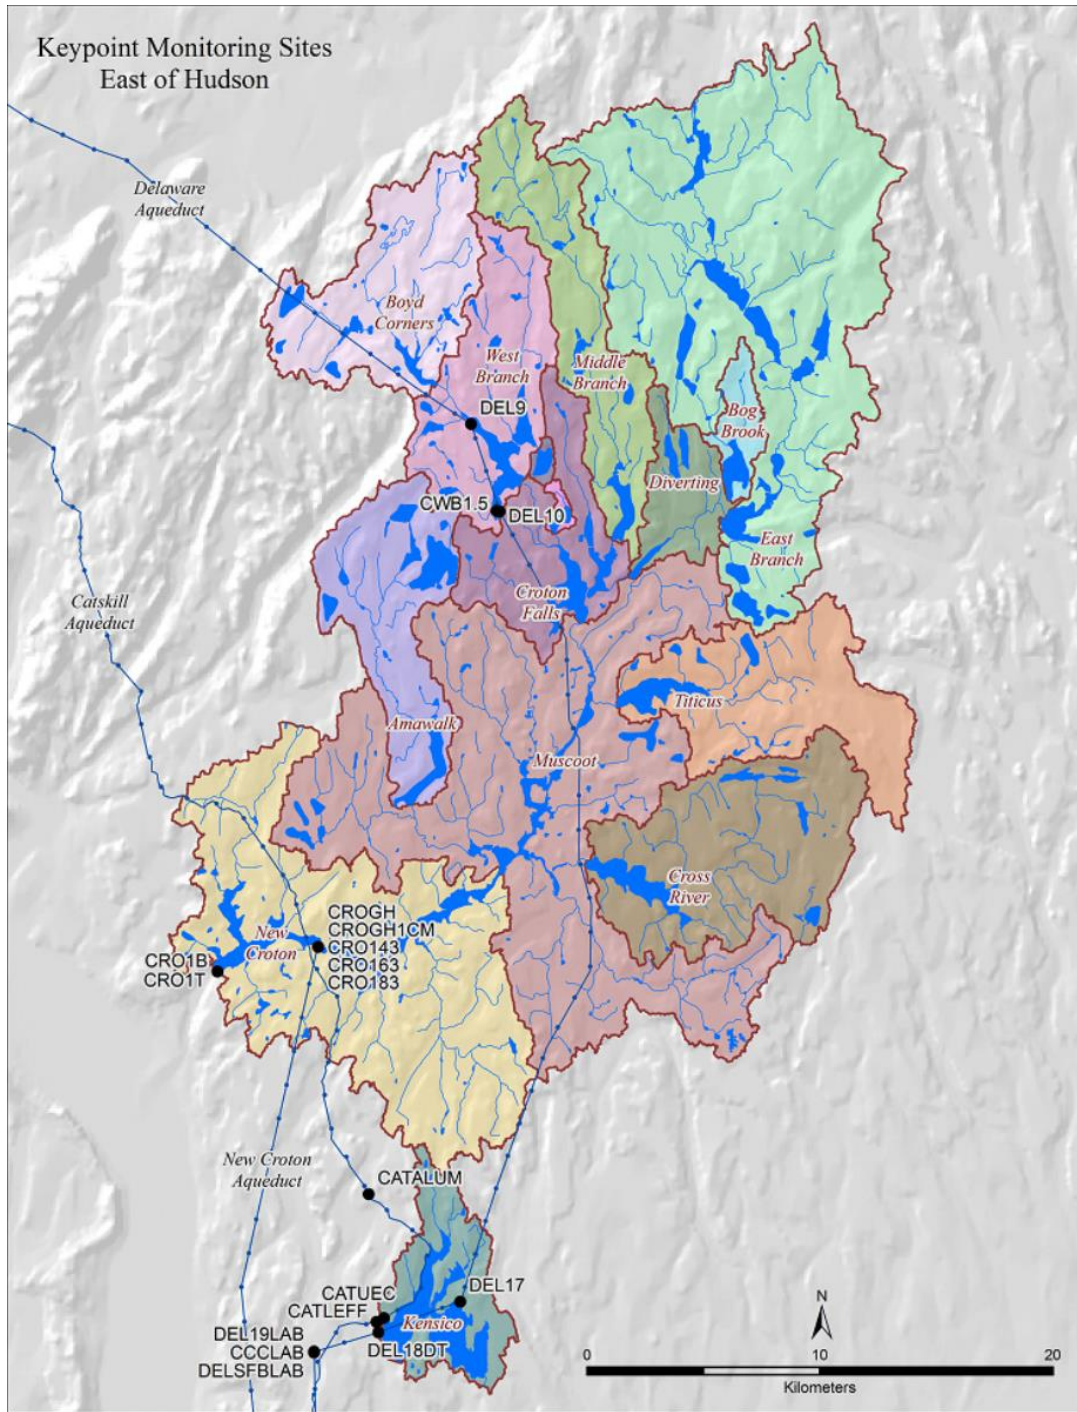 Keypoint Monitoring Sites
East of Hudson
Delaware
Aqueduct
Boyd
Corners
West
Branch
Middle
Branch
DEL9
Bog
Brook
Diverting
CWB1.5
DEL10
East
Branch
Catskill
Aqueduct
Croton
Falls
Titicus
Amawalk
Muscoot
Cross
River
CROGH
CROGH1CM
CRO143
CRO163
CRO183
New
Croton
CRO1B
CRO1T
New Croton
Aqueduct
CATALUM
DEL17
CATUEC
CATLEFF
Kensico
DEL19LAB
CCCLAB
DELSFBLAB
DEL18DT
N
0
10
20
Kilometers